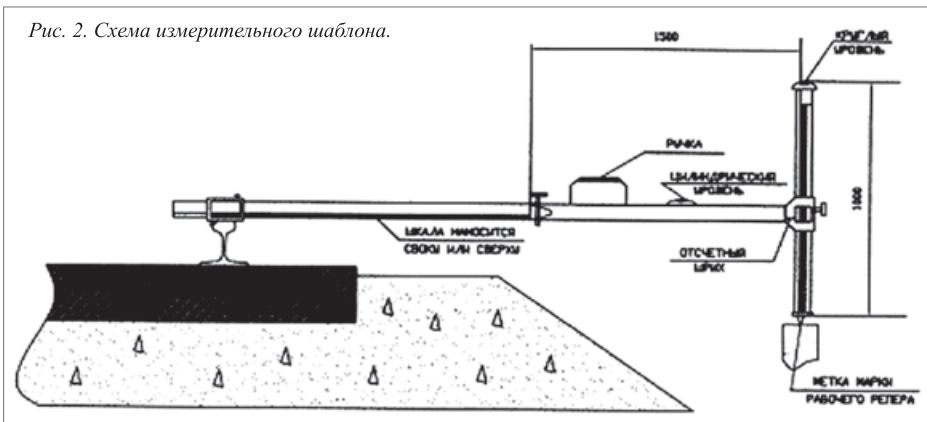 Рис. 2. Схема измерительного шаблона.
1500
КРУГЛЫЙ
УРОВЕНЬ
РУЧКА
ЦИЛИНДРИЧЕСКИЙ
УРОВЕНЬ
1000
ШКАЛА НАНОСИТСЯ
СБОКУ ИЛИ СВЕРХУ
ОТСЧЕТНЫЙ
ШРИХ
МЕТКА МАРКИ
РАБОЧЕГО РЕПЕРА